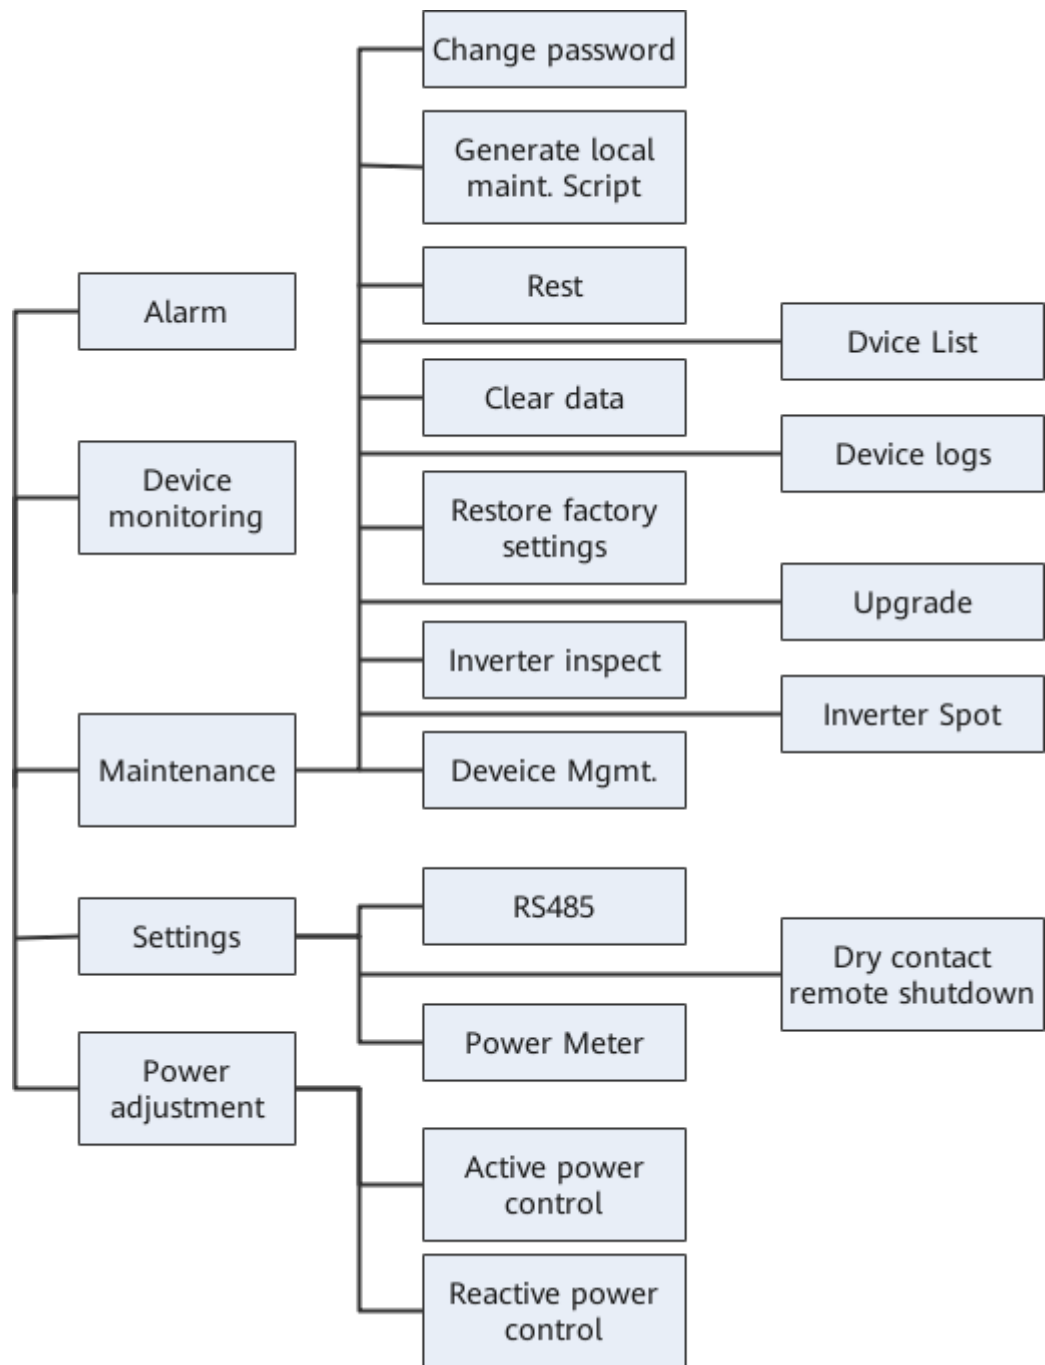 Alarm
Device
monitoring
Maintenance
Settings
Power
adjustment
Change password
Generate local
maint. Script
Rest
Clear data
Restore factory
settings
Inverter inspect
Deveice Mgmt.
RS485
Power Meter
Active power
control
Reactive power
control
Dvice List
Device logs
Upgrade
Inverter Spot
Dry contact
remote shutdown